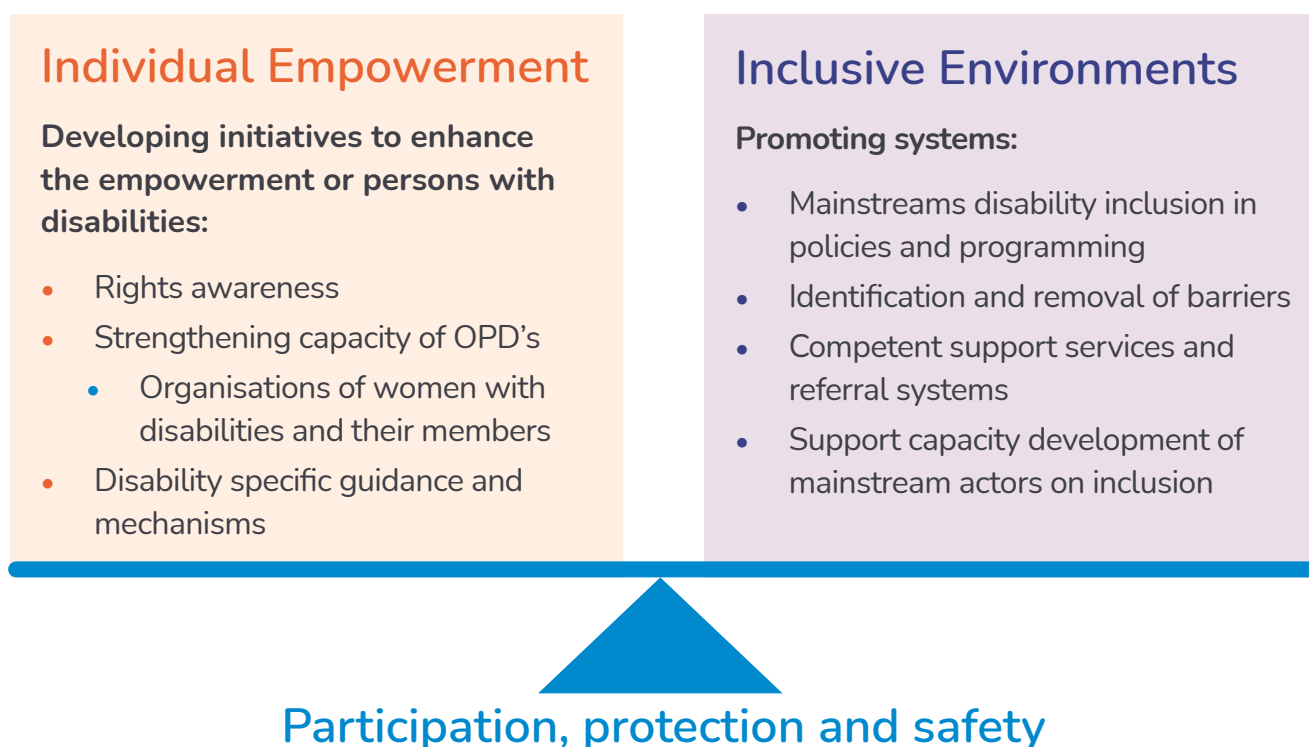 Individual Empowerment
Developing initiatives to enhance
the empowerment or persons with
disabilities:
• Rights awareness
• Strengthening capacity of OPD’s
• Organisations of women with
disabilities and their members
• Disability specific guidance and
mechanisms
Inclusive Environments
Promoting systems:
• Mainstreams disability inclusion in
policies and programming
• Identification and removal of barriers
• Competent support services and
referral systems
• Support capacity development of
mainstream actors on inclusion
Participation, protection and safety